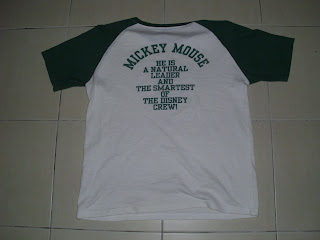 MICKEY MOUSE
HE IS
A NATURAL
LEADER
AND
THE SMARTEST
OF
THE DISNEY
CREW!